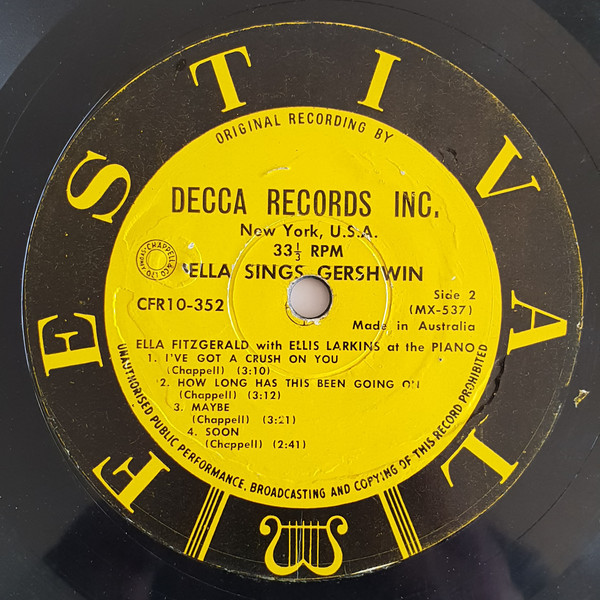 FESTIVAL
ORIGINAL RECORDING BY
DECCA RECORDS INC.
New York, U.S.A.
33⅓ RPM
ELLA SINGS GERSHWIN
CHAPPELL & CO LTD.
CFR10-352
Side 2
(MX-537)
Made in Australia
ELLA FITZGERALD with ELLIS LARKINS at the PIANO
1. I'VE GOT A CRUSH ON YOU
(Chappell) (3:10)
2. HOW LONG HAS THIS BEEN GOING ON
(Chappell) (3:12)
3. MAYBE
(Chappell) (3:21)
4. SOON
(Chappell) (2:41)
UNAUTHORISED PUBLIC PERFORMANCE, BROADCASTING AND COPYING OF THIS RECORD PROHIBITED